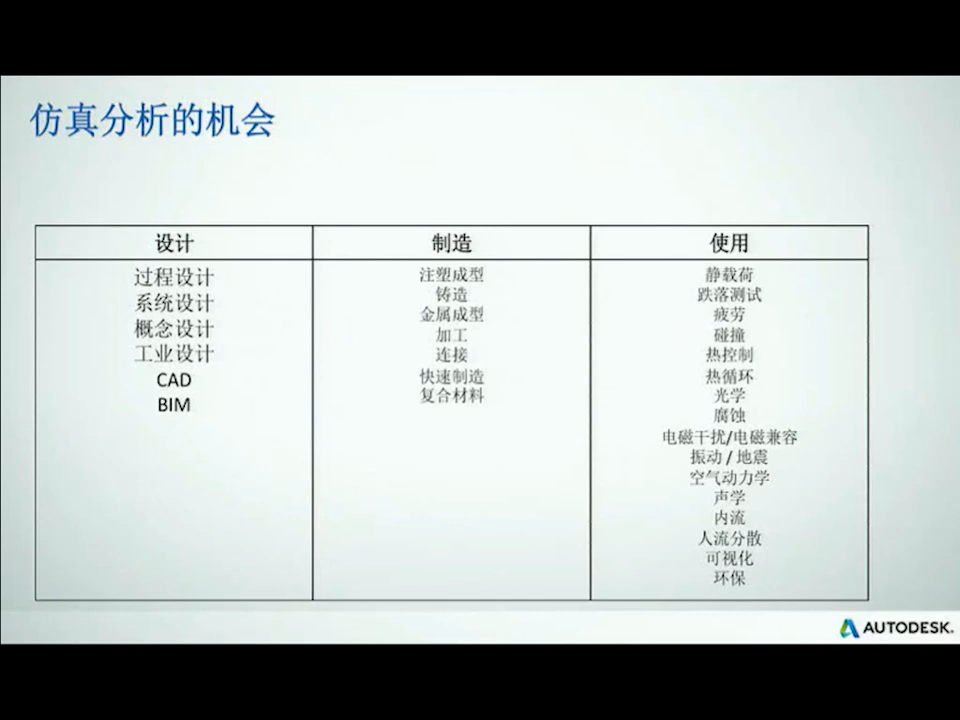 仿真分析的机会
设计
制造
使用
过程设计
系统设计
概念设计
工业设计
CAD
BIM
注塑成型
铸造
金属成型
加工
连接
快速制造
复合材料
静载荷
跌落测试
疲劳
碰撞
热控制
热循环
光学
腐蚀
电磁干扰/电磁兼容
振动 / 地震
空气动力学
声学
内流
人流分散
可视化
环保
AUTODESK.